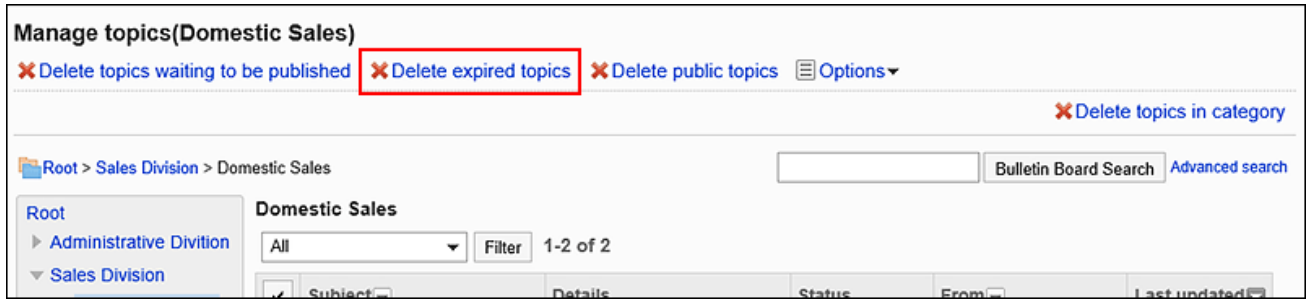 Manage topics(Domestic Sales)
Delete topics waiting to be published Delete expired topics Delete public topics Options
Delete topics in category
Root > Sales Division > Domestic Sales Bulletin Board Search Advanced search
Root Domestic Sales
Administrative Divition All Filter 1-2 of 2
Sales Division
Subject Details Status From Last updated